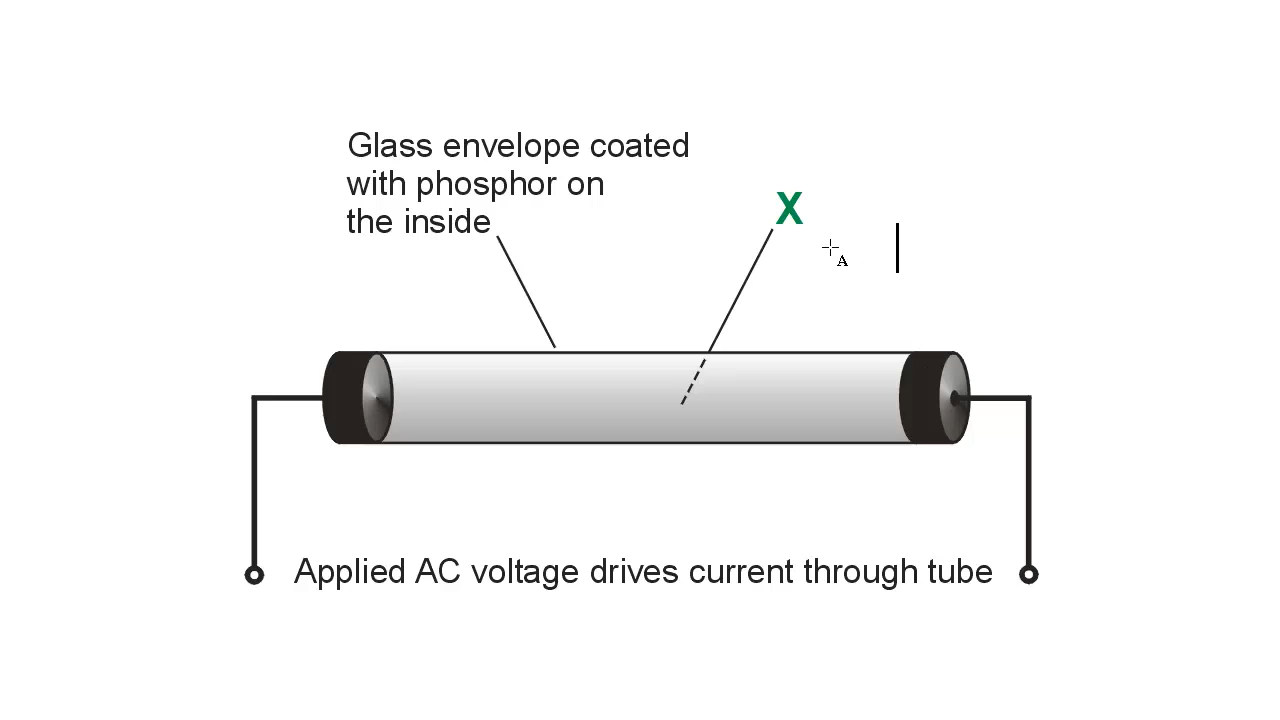 Glass envelope coated
with phosphor on
the inside
X
A
Applied AC voltage drives current through tube